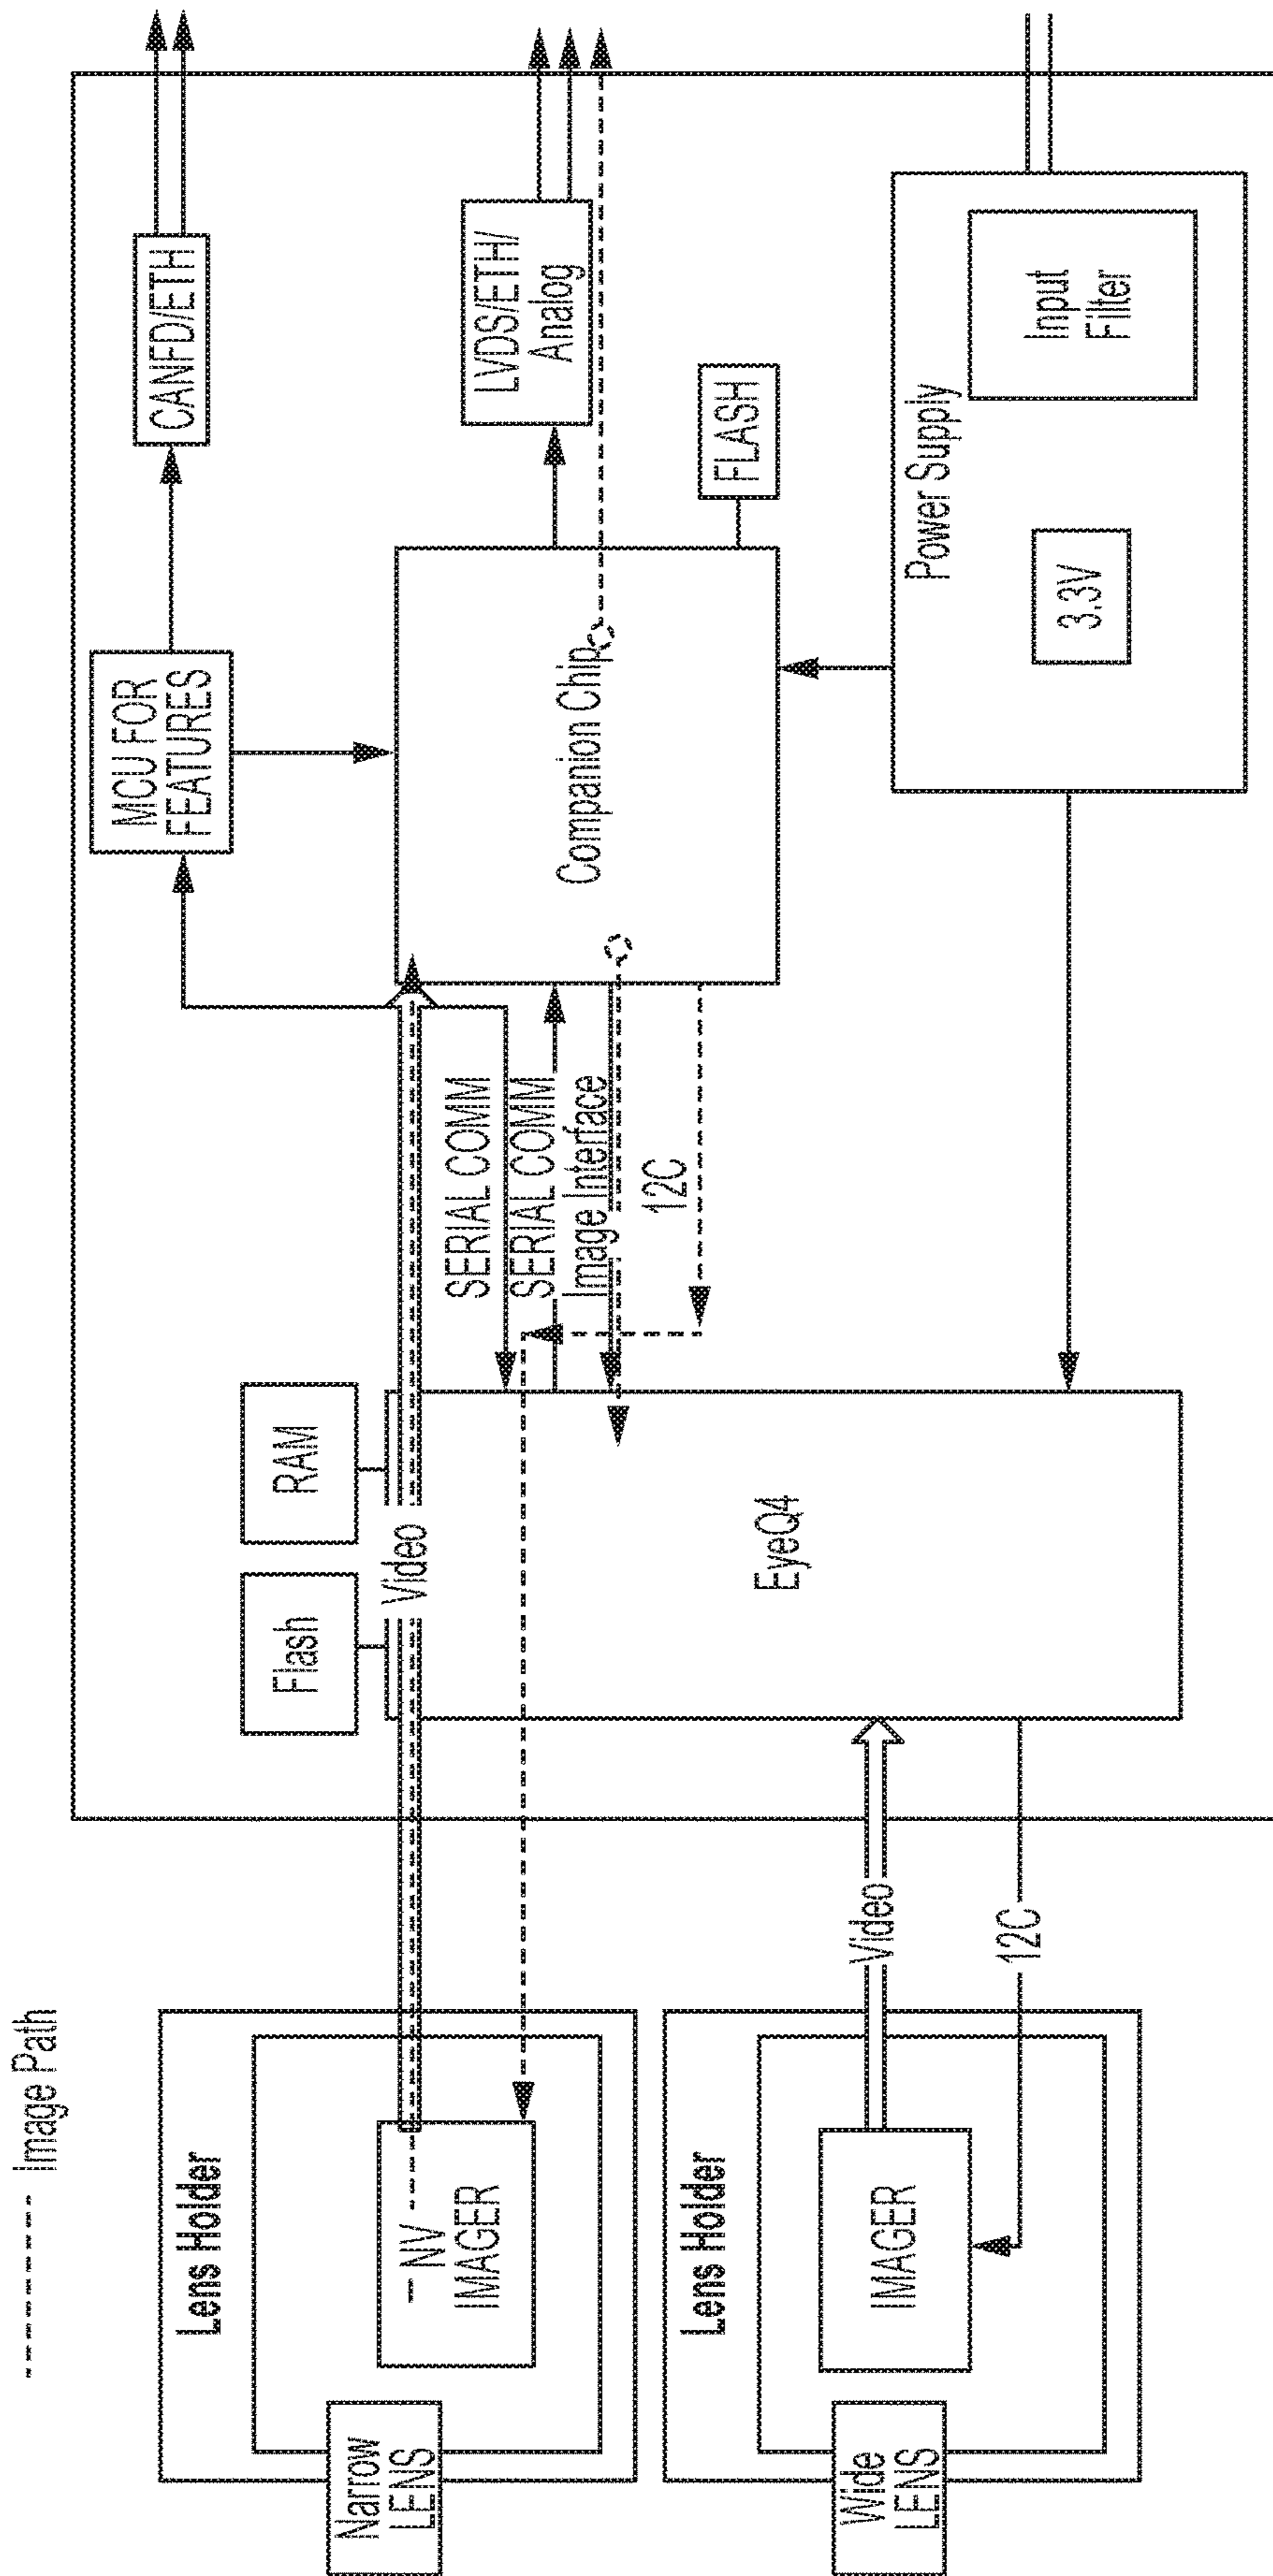 Image Path
Lens Holder
Narrow
LENS
NV
IMAGER
Lens Holder
Wide
LENS
IMAGER
Video
12C
Flash
RAM
Video
EyeQ4
SERIAL COMM
SERIAL COMM
Image Interface
12C
MCU FOR
FEATURES
Companion Chip
CANFD/ETH
LVDS/ETH/
Analog
FLASH
Power Supply
3.3V
Input
Filter